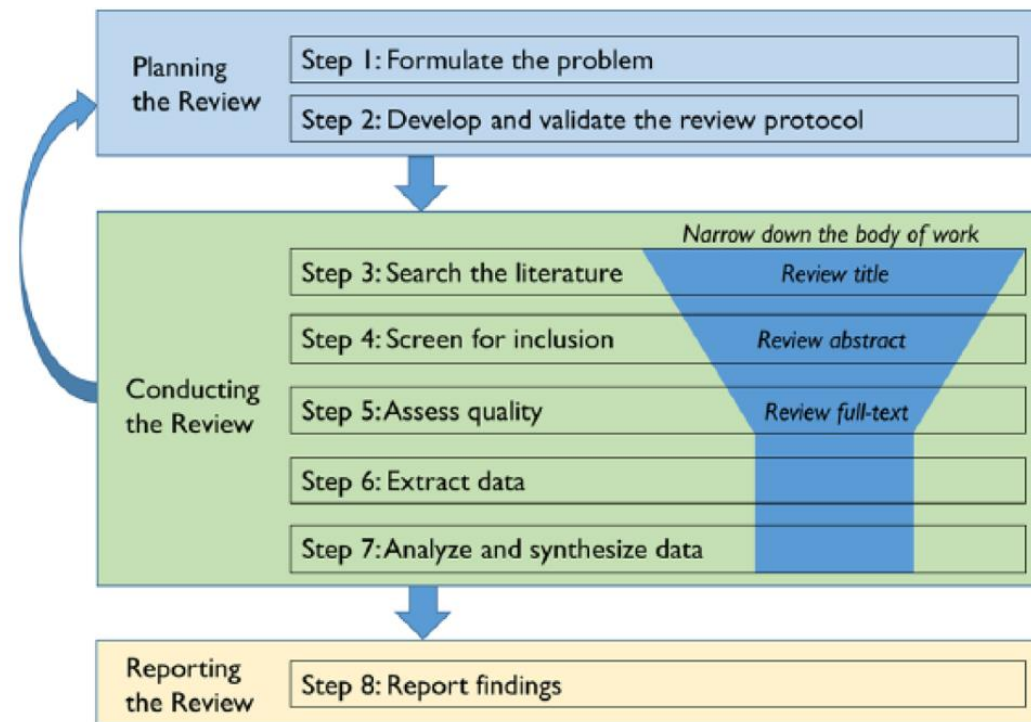 Planning
the Review
Step 1: Formulate the problem
Step 2: Develop and validate the review protocol
Narrow down the body of work
Conducting
the Review
Step 3: Search the literature
Review title
Step 4: Screen for inclusion
Review abstract
Step 5: Assess quality
Review full-text
Step 6: Extract data
Step 7: Analyze and synthesize data
Reporting
the Review
Step 8: Report findings